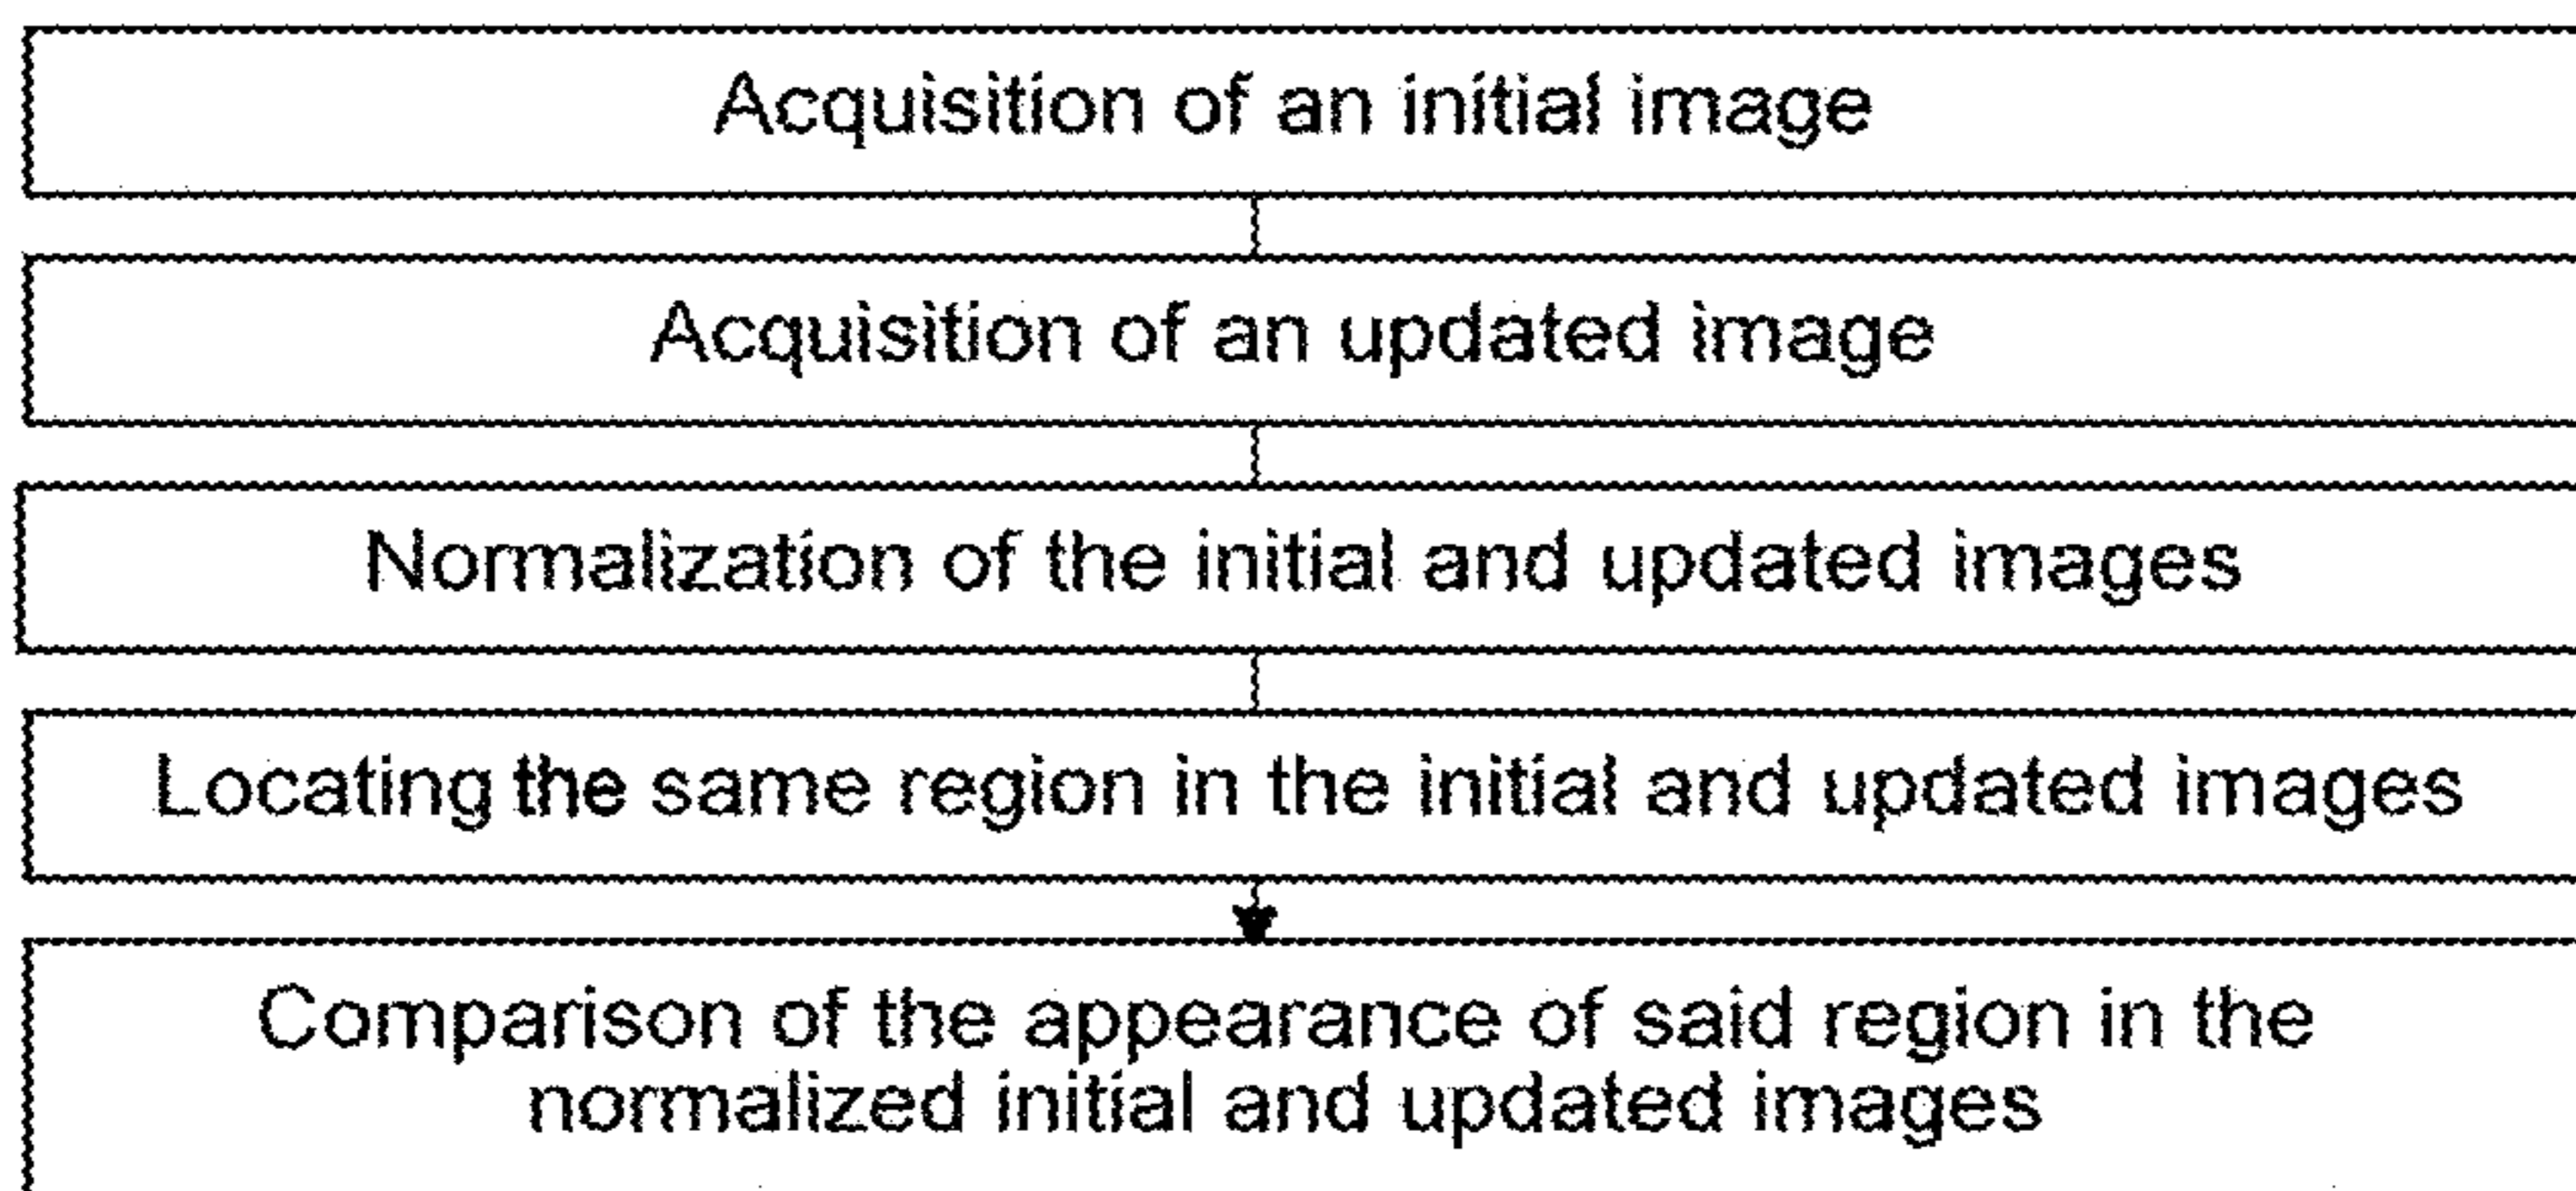 Acquisition of an initial image
Acquisition of an updated image
Normalization of the initial and updated images
Locating the same region in the initial and updated images
Comparison of the appearance of said region in the
normalized initial and updated images